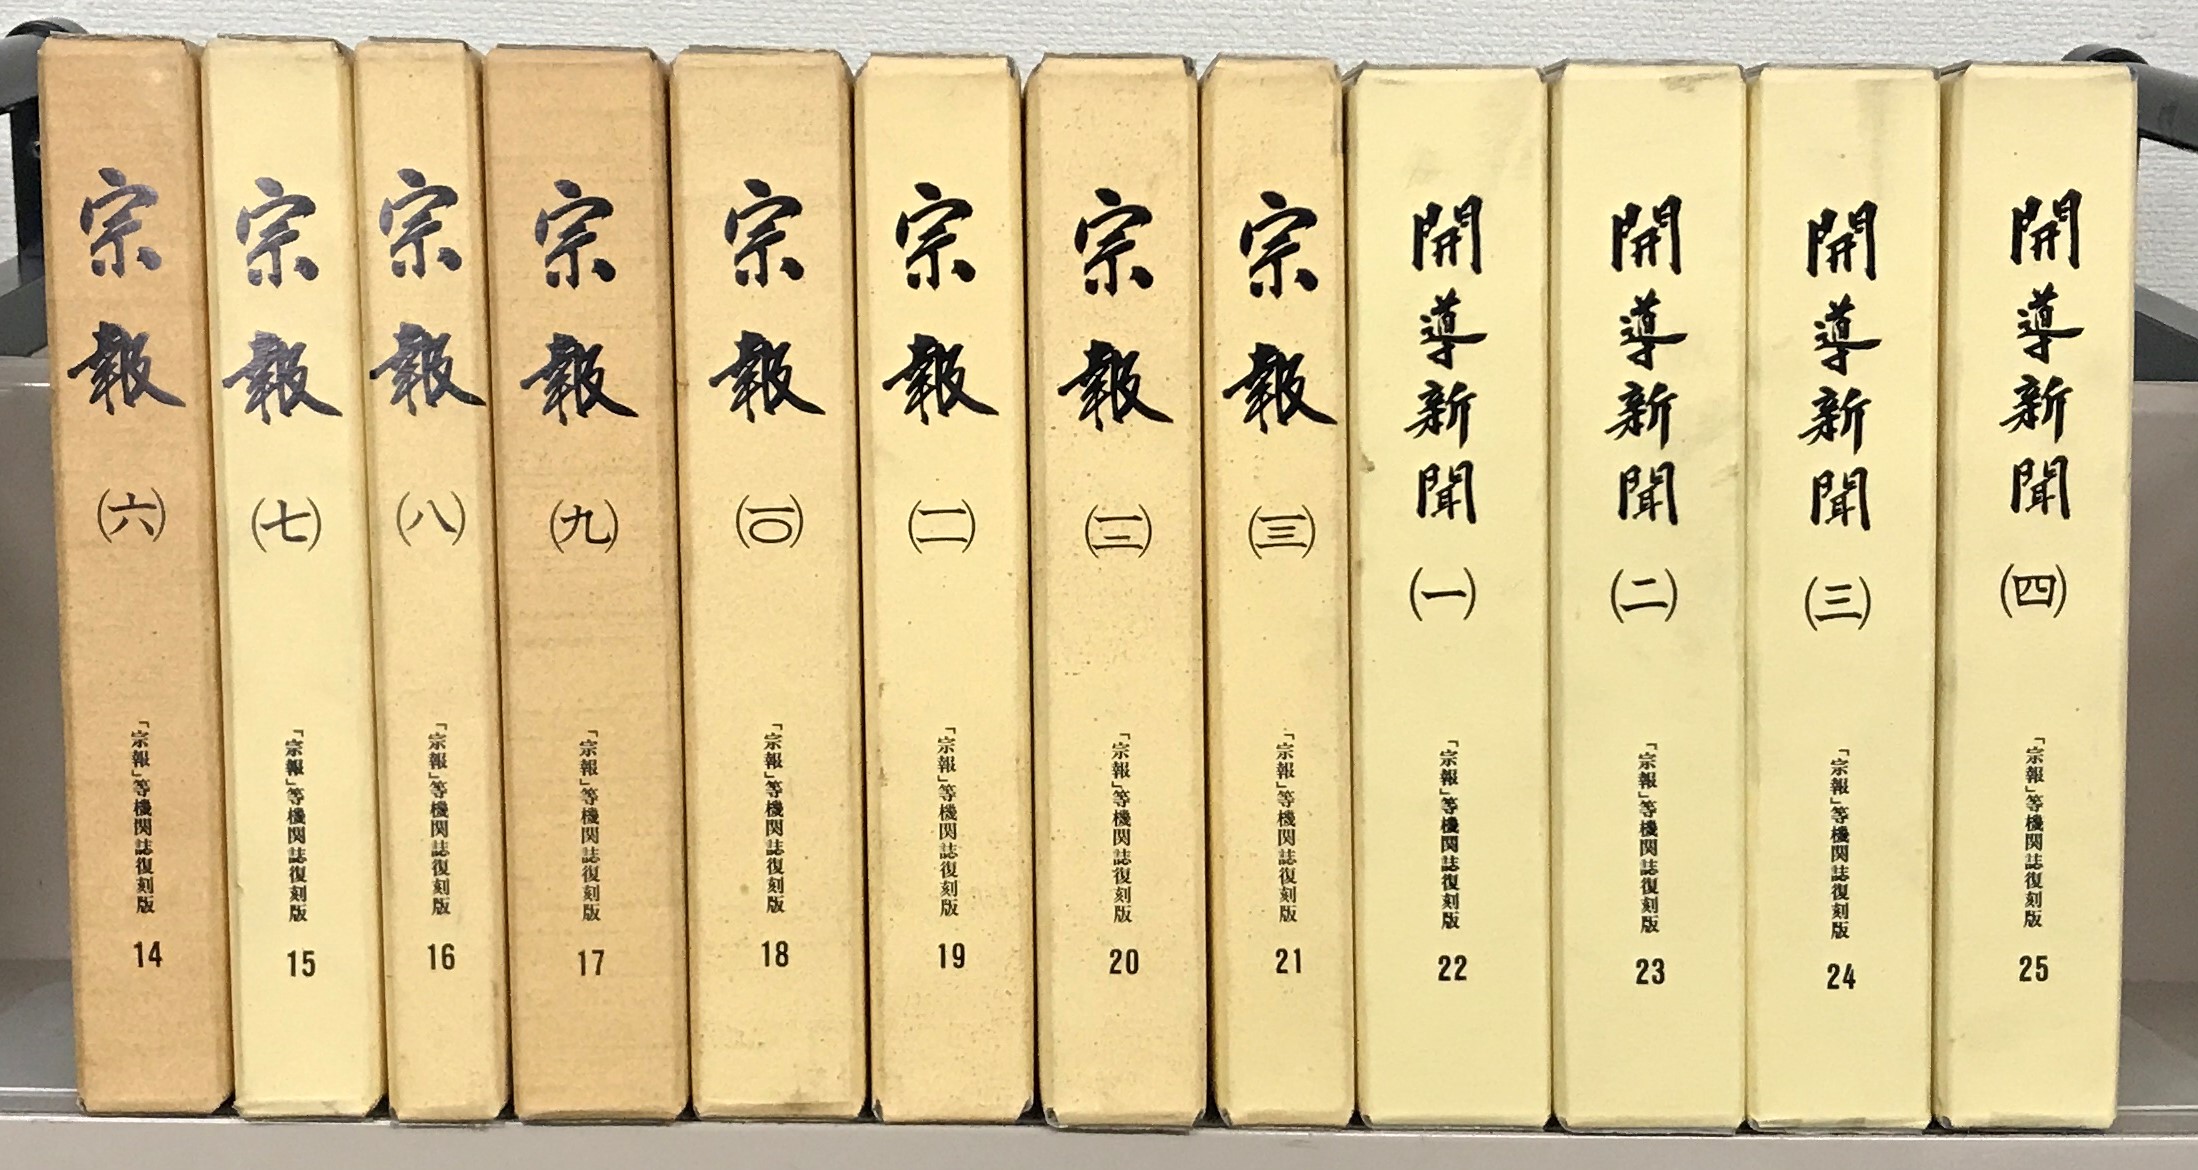 宗報
(六)
「宗報」等機関誌復刻版
14
宗報
(七)
「宗報」等機関誌復刻版
15
宗報
(八)
「宗報」等機関誌復刻版
16
宗報
(九)
「宗報」等機関誌復刻版
17
宗報
(一〇)
「宗報」等機関誌復刻版
18
宗報
(一一)
「宗報」等機関誌復刻版
19
宗報
(一二)
「宗報」等機関誌復刻版
20
宗報
(一三)
「宗報」等機関誌復刻版
21
開導新聞
(一)
「宗報」等機関誌復刻版
22
開導新聞
(二)
「宗報」等機関誌復刻版
23
開導新聞
(三)
「宗報」等機関誌復刻版
24
開導新聞
(四)
「宗報」等機関誌復刻版
25